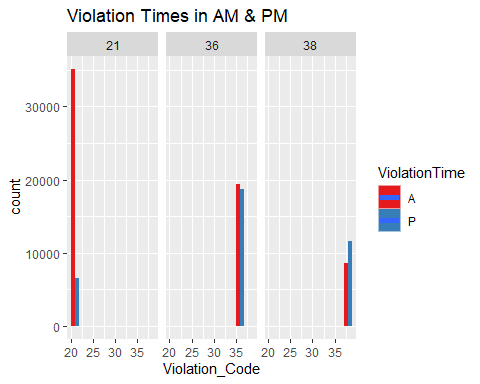 Violation Times in AM & PM
21 36 38
30000
20000
10000
0
count
20 25 30 35 20 25 30 35 20 25 30 35
Violation_Code
ViolationTime
A
P